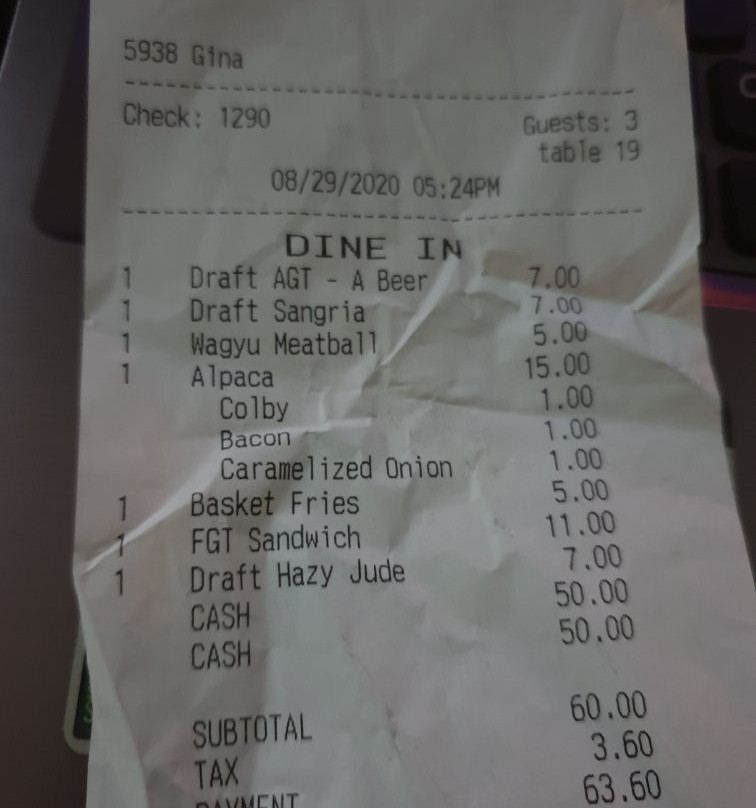 5938 Gina
Check: 1290 Guests: 3
table 19
08/29/2020 05:24PM
DINE IN
1 Draft AGT - A Beer 7.00
1 Draft Sangria 7.00
1 Wagyu Meatball 5.00
1 Alpaca 15.00
Colby 1.00
Bacon 1.00
Caramelized Onion 1.00
1 Basket Fries 5.00
1 FGT Sandwich 11.00
1 Draft Hazy Jude 7.00
CASH 50.00
CASH 50.00
SUBTOTAL 60.00
TAX 3.60
PAYMENT 63.60